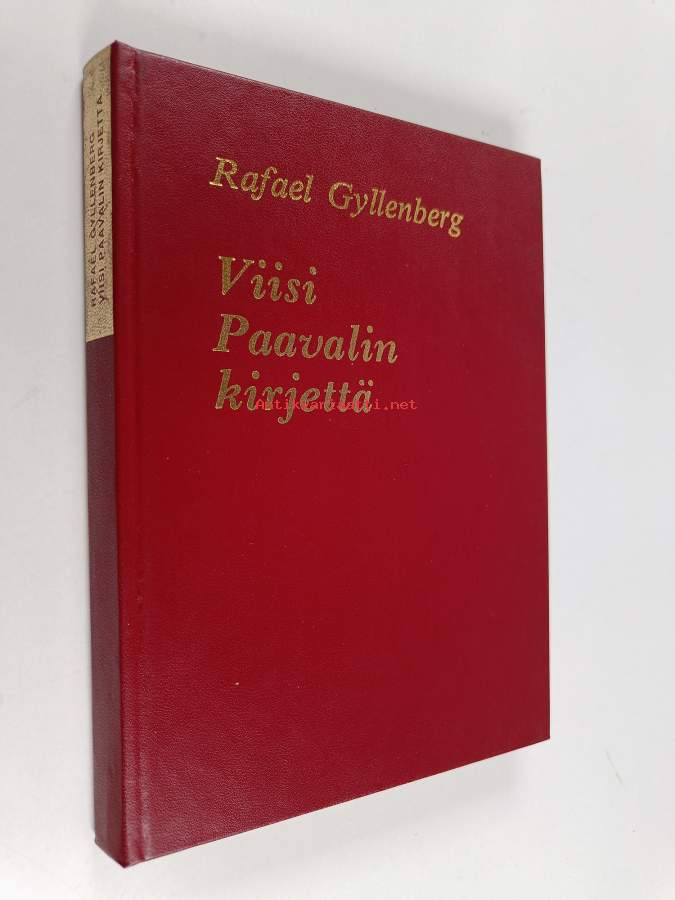 Rafael Gyllenberg
Viisi
Paavalin
kirjettä
Antikvariaatti.net
RAFAEL GYLLENBERG
VIISI PAAVALIN KIRJETTÄ